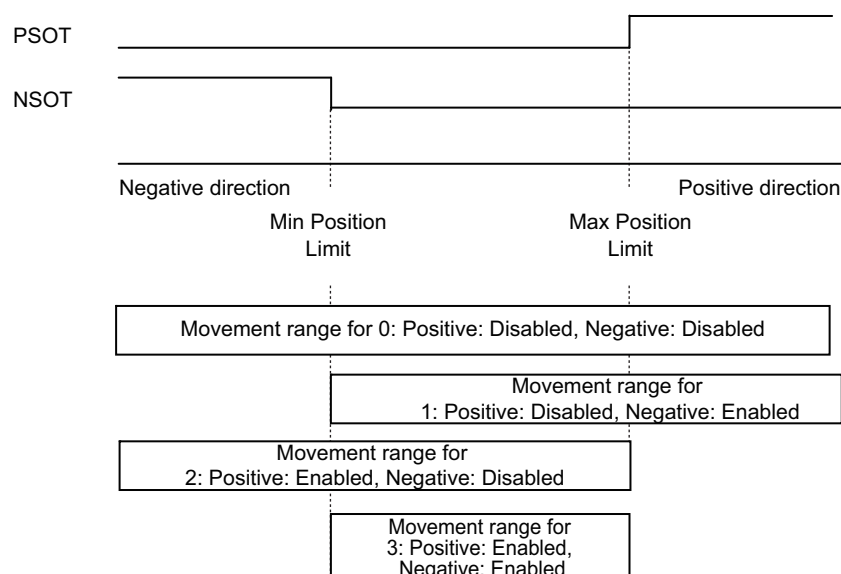 PSOT
NSOT
Negative direction
Positive direction
Min Position
Limit
Max Position
Limit
Movement range for 0: Positive: Disabled, Negative: Disabled
Movement range for
1: Positive: Disabled, Negative: Enabled
Movement range for
2: Positive: Enabled, Negative: Disabled
Movement range for
3: Positive: Enabled,
Negative: Enabled